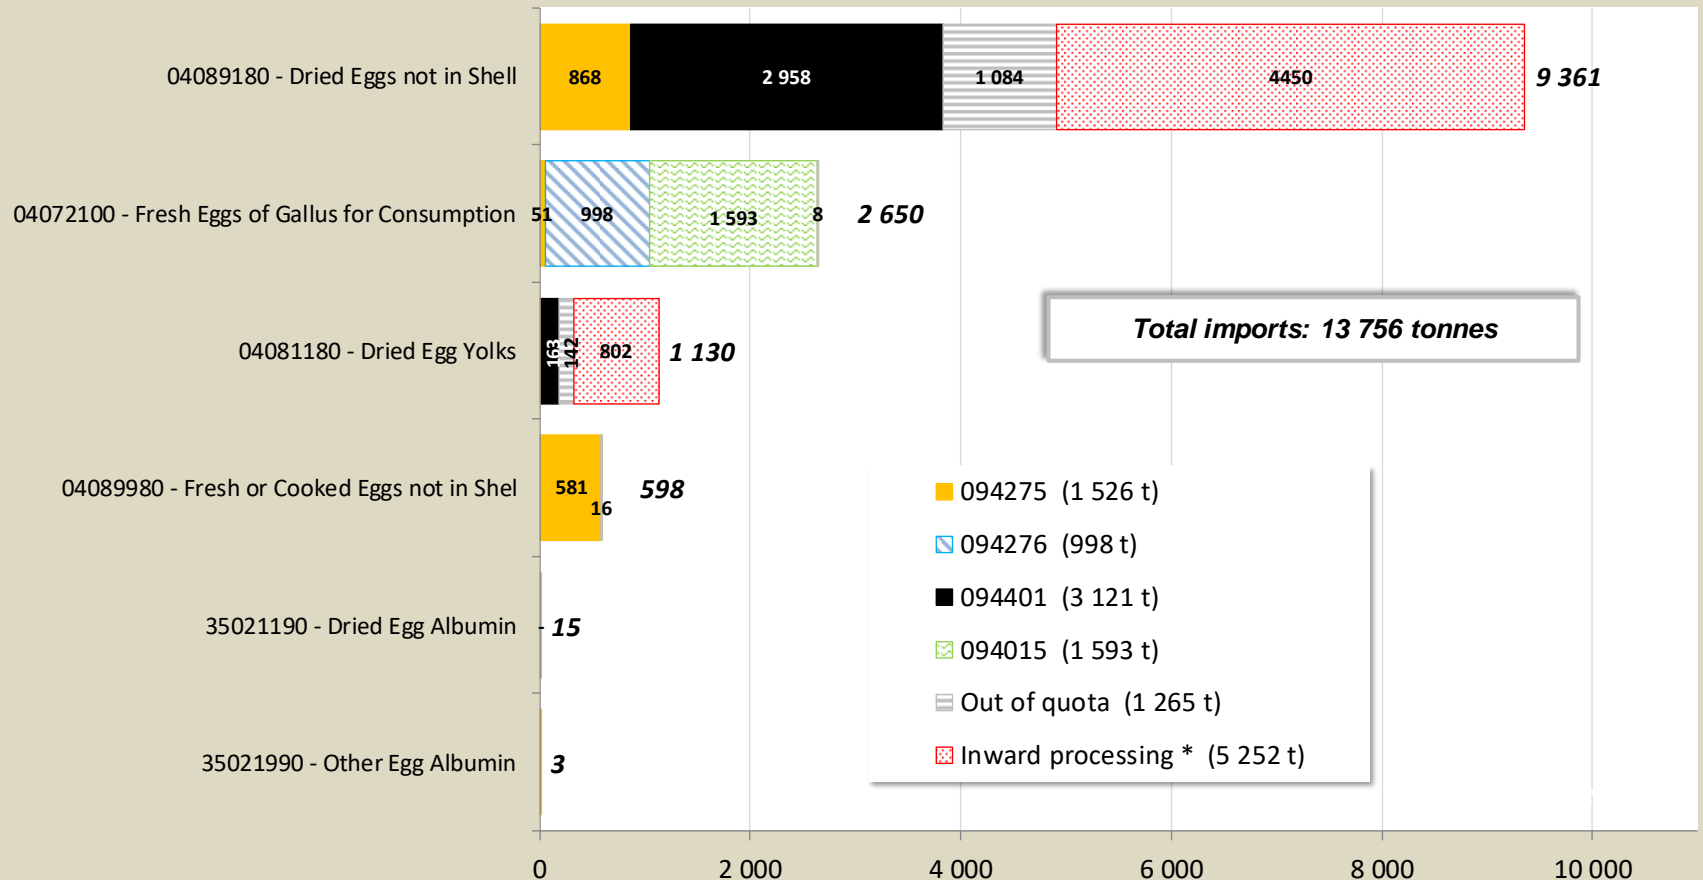 04089180 - Dried Eggs not in Shell
868
2 958
1 084
4450
9 361
04072100 - Fresh Eggs of Gallus for Consumption
51
998
1 593
8
2 650
04081180 - Dried Egg Yolks
163
142
802
1 130
Total imports: 13 756 tonnes
04089980 - Fresh or Cooked Eggs not in Shel
581
16
598
35021190 - Dried Egg Albumin
- 15
35021990 - Other Egg Albumin
3
094275 (1 526 t)
094276 (998 t)
094401 (3 121 t)
094015 (1 593 t)
Out of quota (1 265 t)
Inward processing * (5 252 t)
0
2 000
4 000
6 000
8 000
10 000